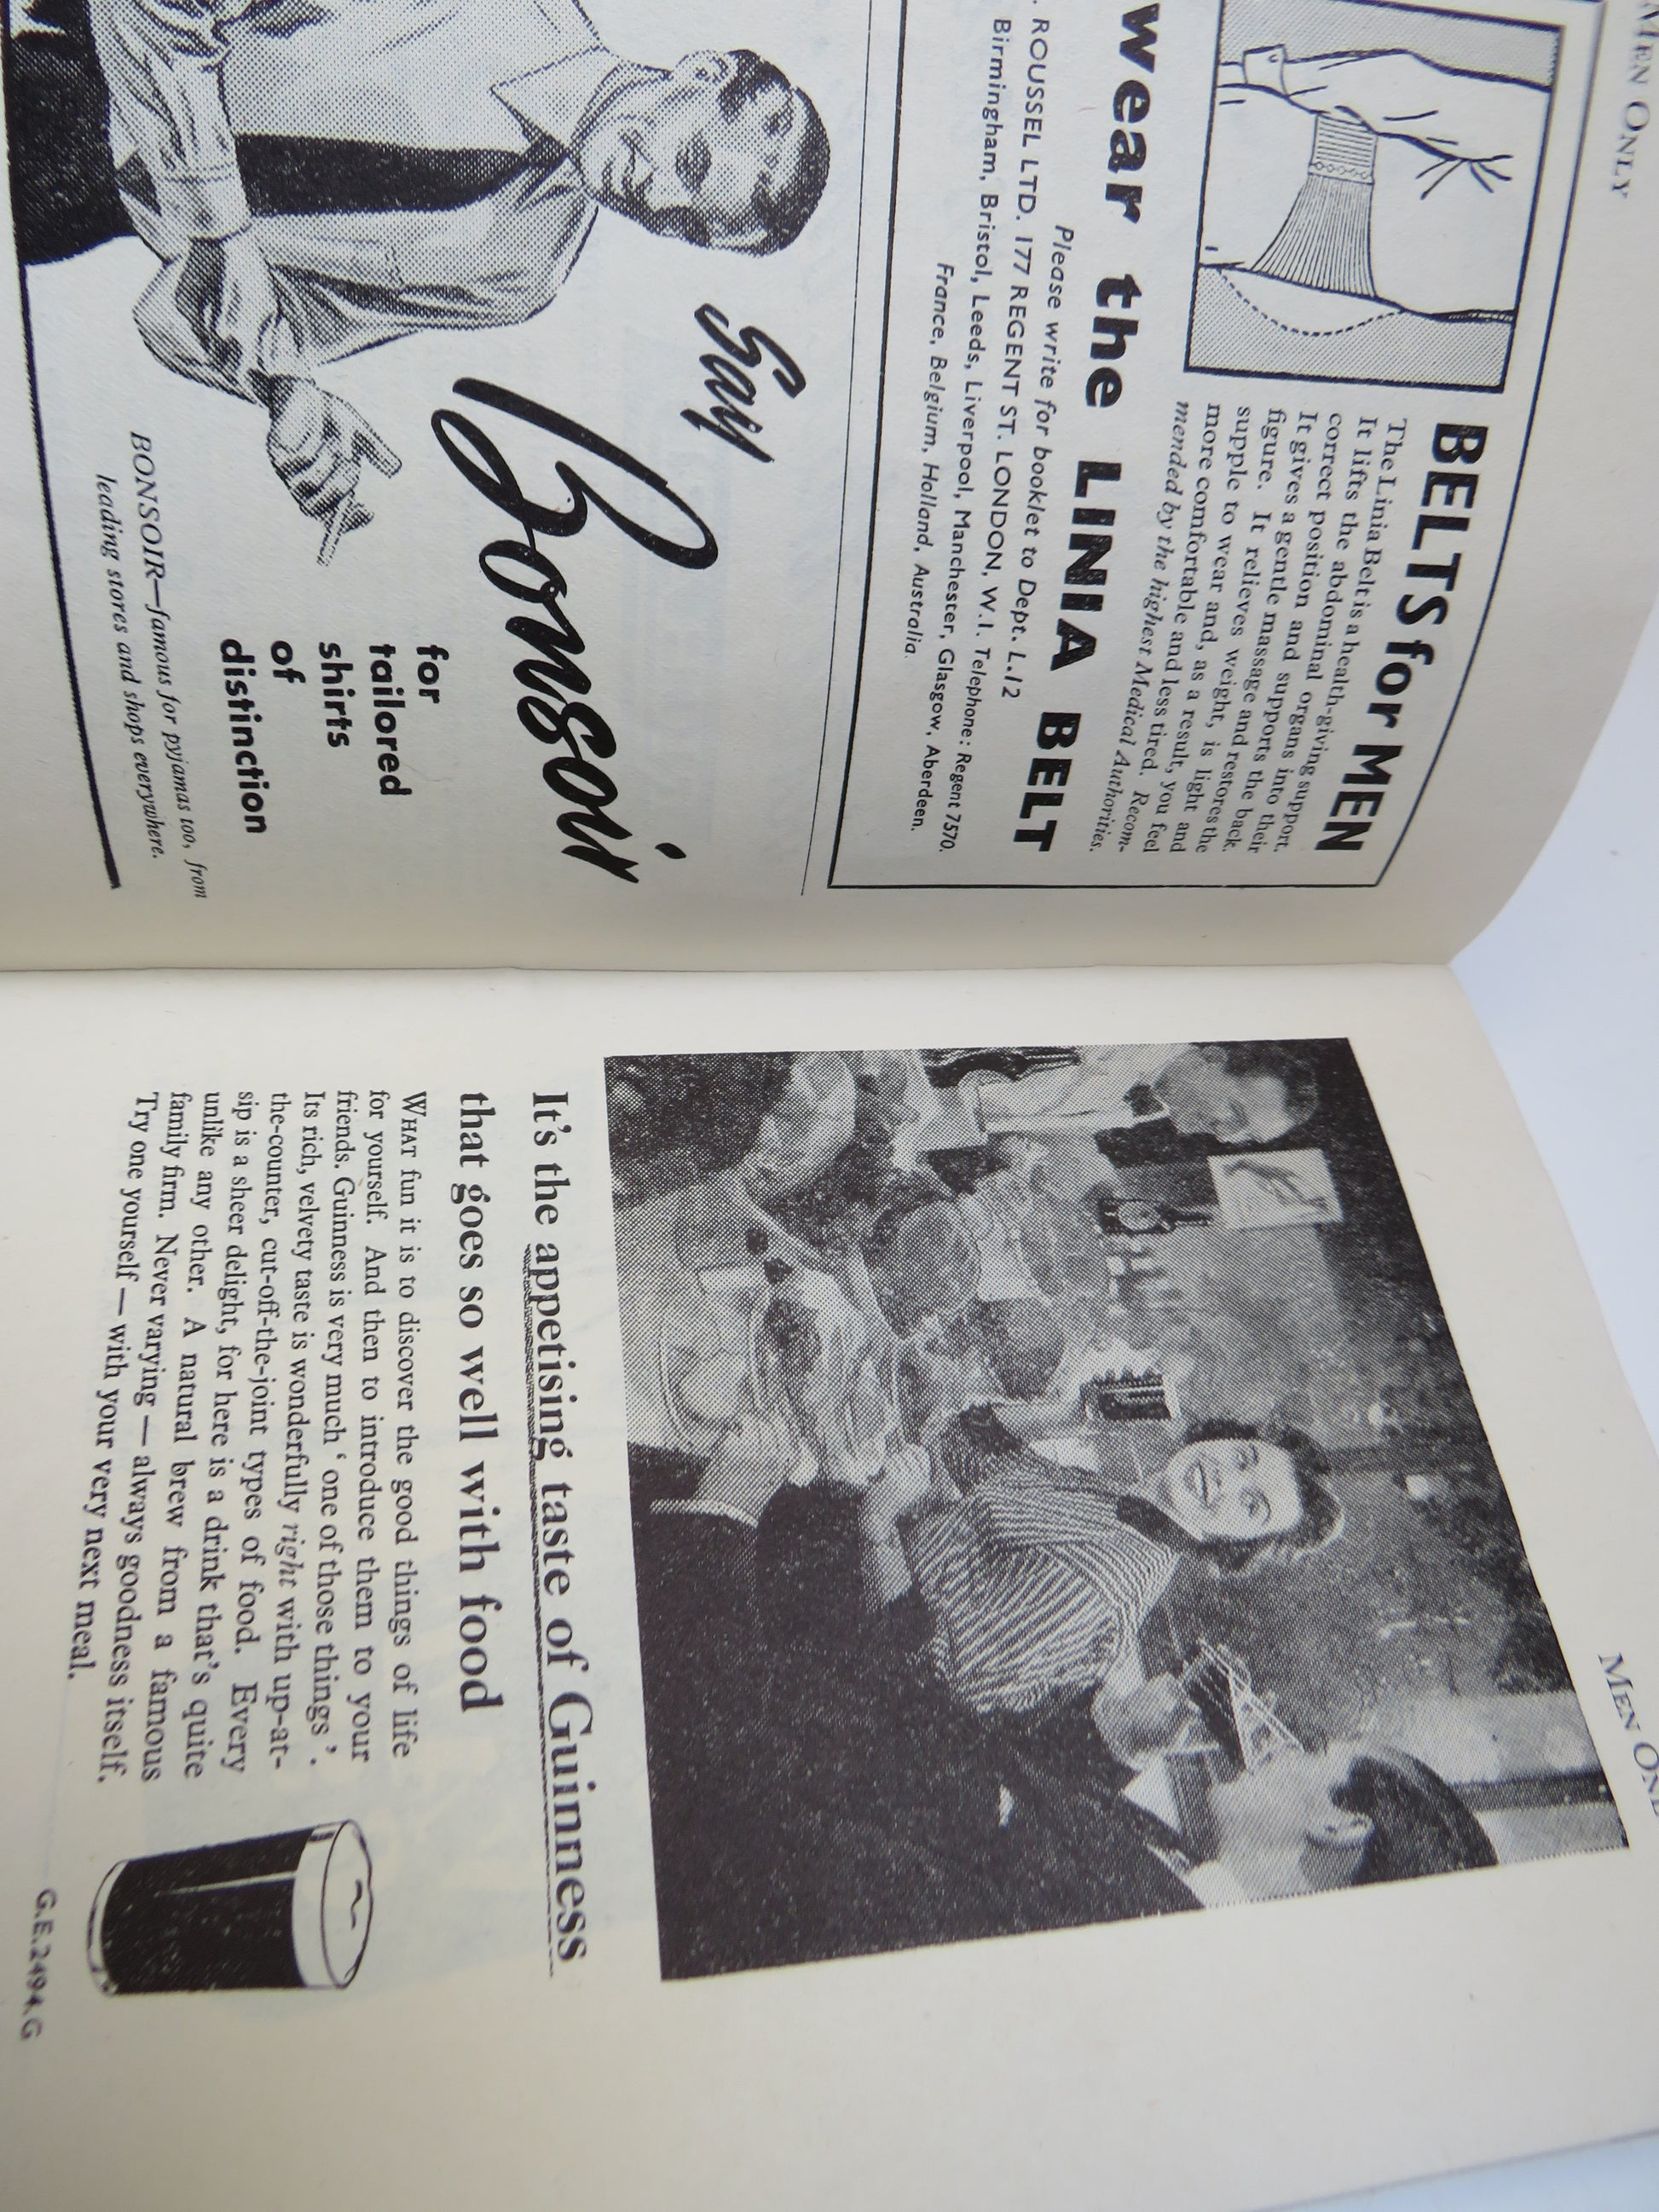 MEN ONLY
BELTS for MEN
The Linia Belt is a health-giving support.
It lifts the abdominal organs into their
correct position and supports the back.
It gives a gentle massage and restores the
figure. It relieves weight, is light and
supple to wear and, as a result, you feel
more comfortable and less tired. Recom-
mended by the highest Medical Authorities.
wear the LINIA BELT
Please write for booklet to Dept. L.12
ROUSSEL LTD. 177 REGENT ST. LONDON, W.1. Telephone: Regent 7570.
Birmingham, Bristol, Leeds, Liverpool, Manchester, Glasgow, Aberdeen.
France, Belgium, Holland, Australia.
Say
Bonsoir
for
tailored
shirts
of
distinction
BONSOIR—famous for pyjamas too, from
leading stores and shops everywhere.
MEN
It's the appetising taste of Guinness
that goes so well with food
WHAT fun it is to discover the good things of life
for yourself. And then to introduce them to your
friends. Guinness is very much ‘ one of those things ’.
Its rich, velvety taste is wonderfully right with up-at-
the-counter, cut-off-the-joint types of food. Every
sip is a sheer delight, for here is a drink that's quite
unlike any other. A natural brew from a famous
family firm. Never varying — always goodness itself.
Try one yourself — with your very next meal.
G.E.2494.G